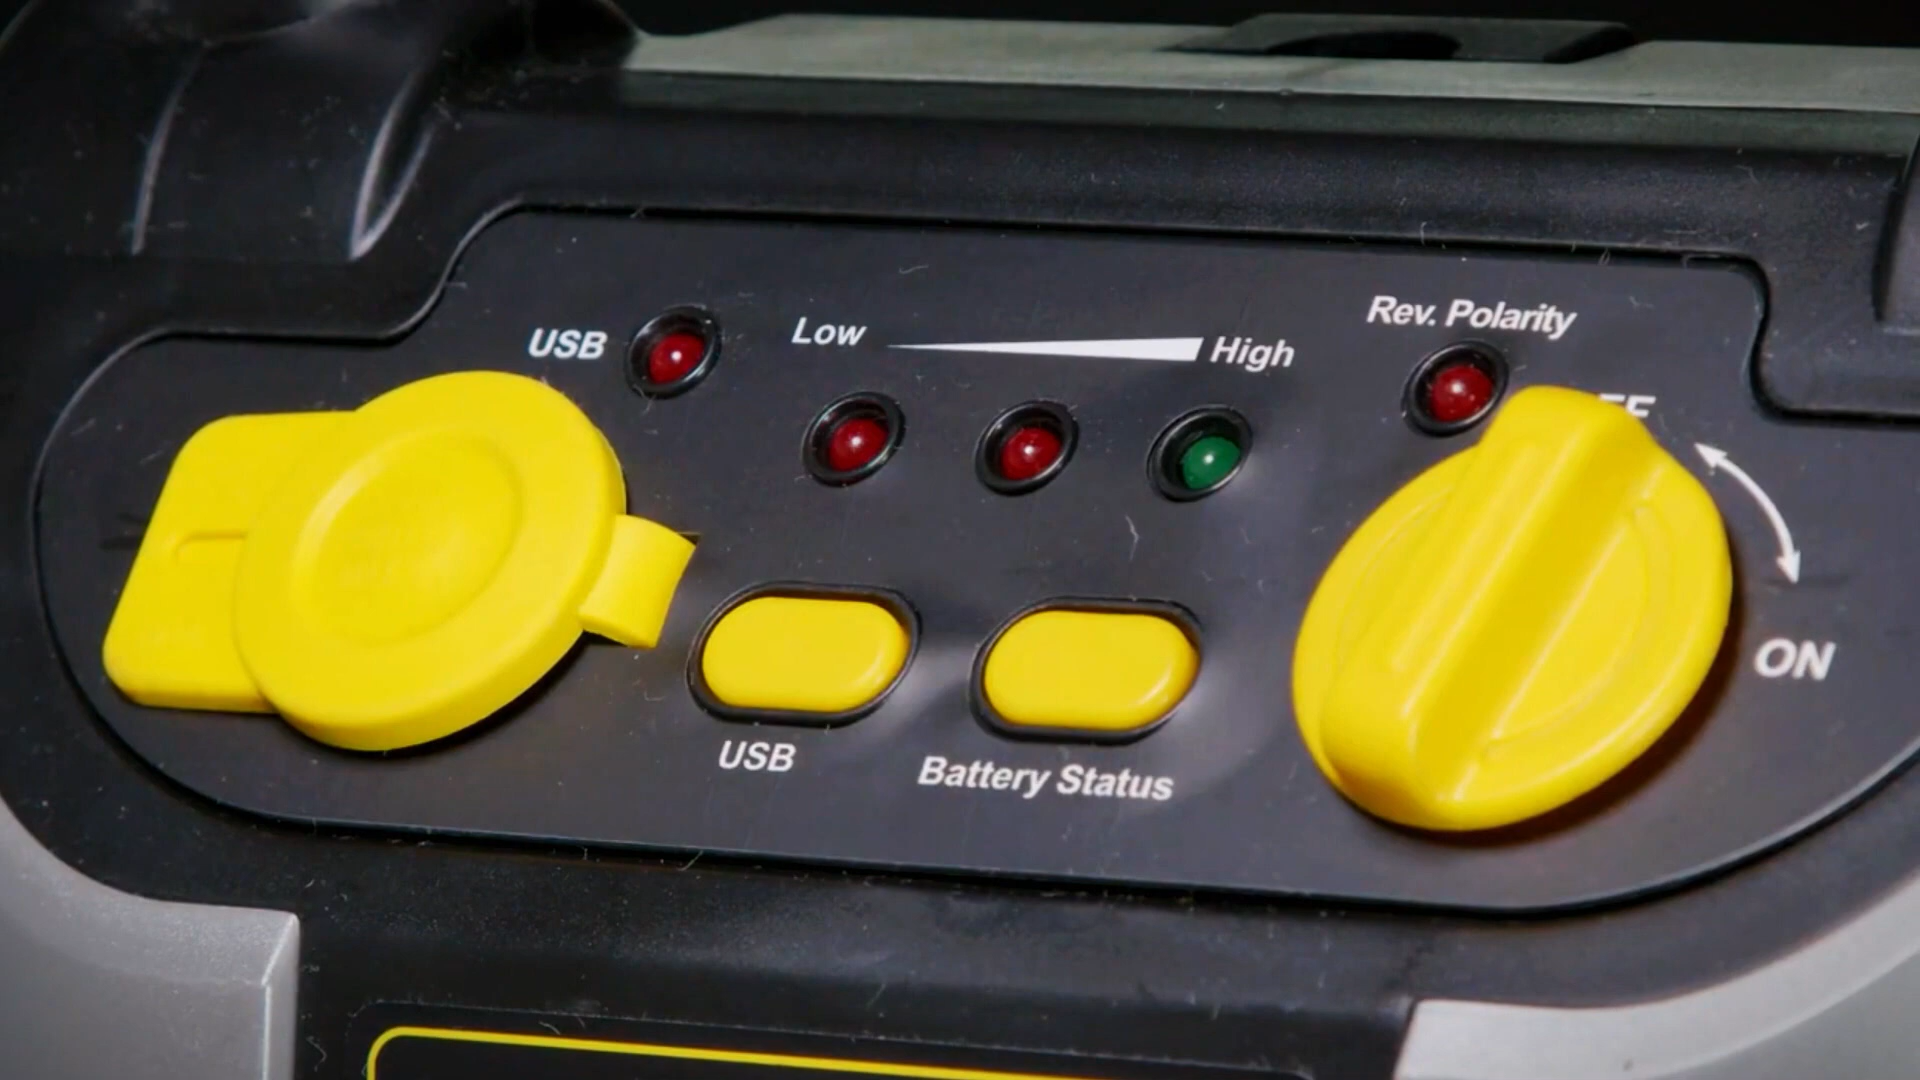 USB
Low
High
Rev. Polarity
ON
USB
Battery Status